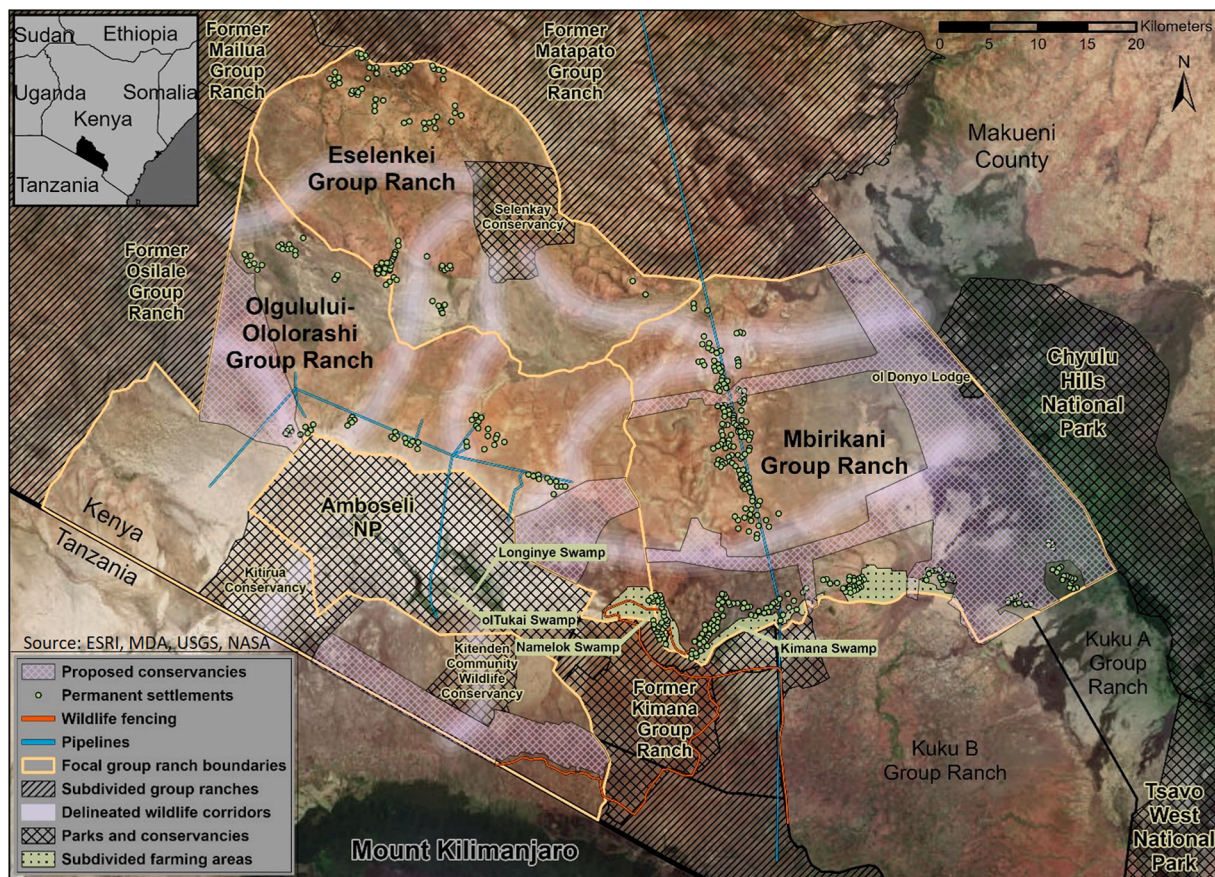 Sudan
Ethiopia
Uganda
Somalia
Kenya
Tanzania
Former
Mailua
Group
Ranch
Former
Matapato
Group
Ranch
0 5 10 15 20
Kilometers
N
Makueni
County
Eselenkei
Group Ranch
Selenkay
Conservancy
Former
Osilale
Group
Ranch
Olgululul-
Ololorashi
Group Ranch
ol Donyo Lodge
Chyulu
Hills
National
Park
Mbirikani
Group Ranch
Amboseli
NP
Kenya
Tanzania
Kitirua
Conservancy
Longinye Swamp
olTukai Swamp
Namelok Swamp
Kimana Swamp
Kitenden
Community
Wildlife
Conservancy
Former
Kimana
Group
Ranch
Kuku A
Group
Ranch
Kuku B
Group Ranch
Tsavo
West
National
Park
Mount Kilimanjaro
Source: ESRI, MDA, USGS, NASA
Proposed conservancies
Permanent settlements
Wildlife fencing
Pipelines
Focal group ranch boundaries
Subdivided group ranches
Delineated wildlife corridors
Parks and conservancies
Subdivided farming areas